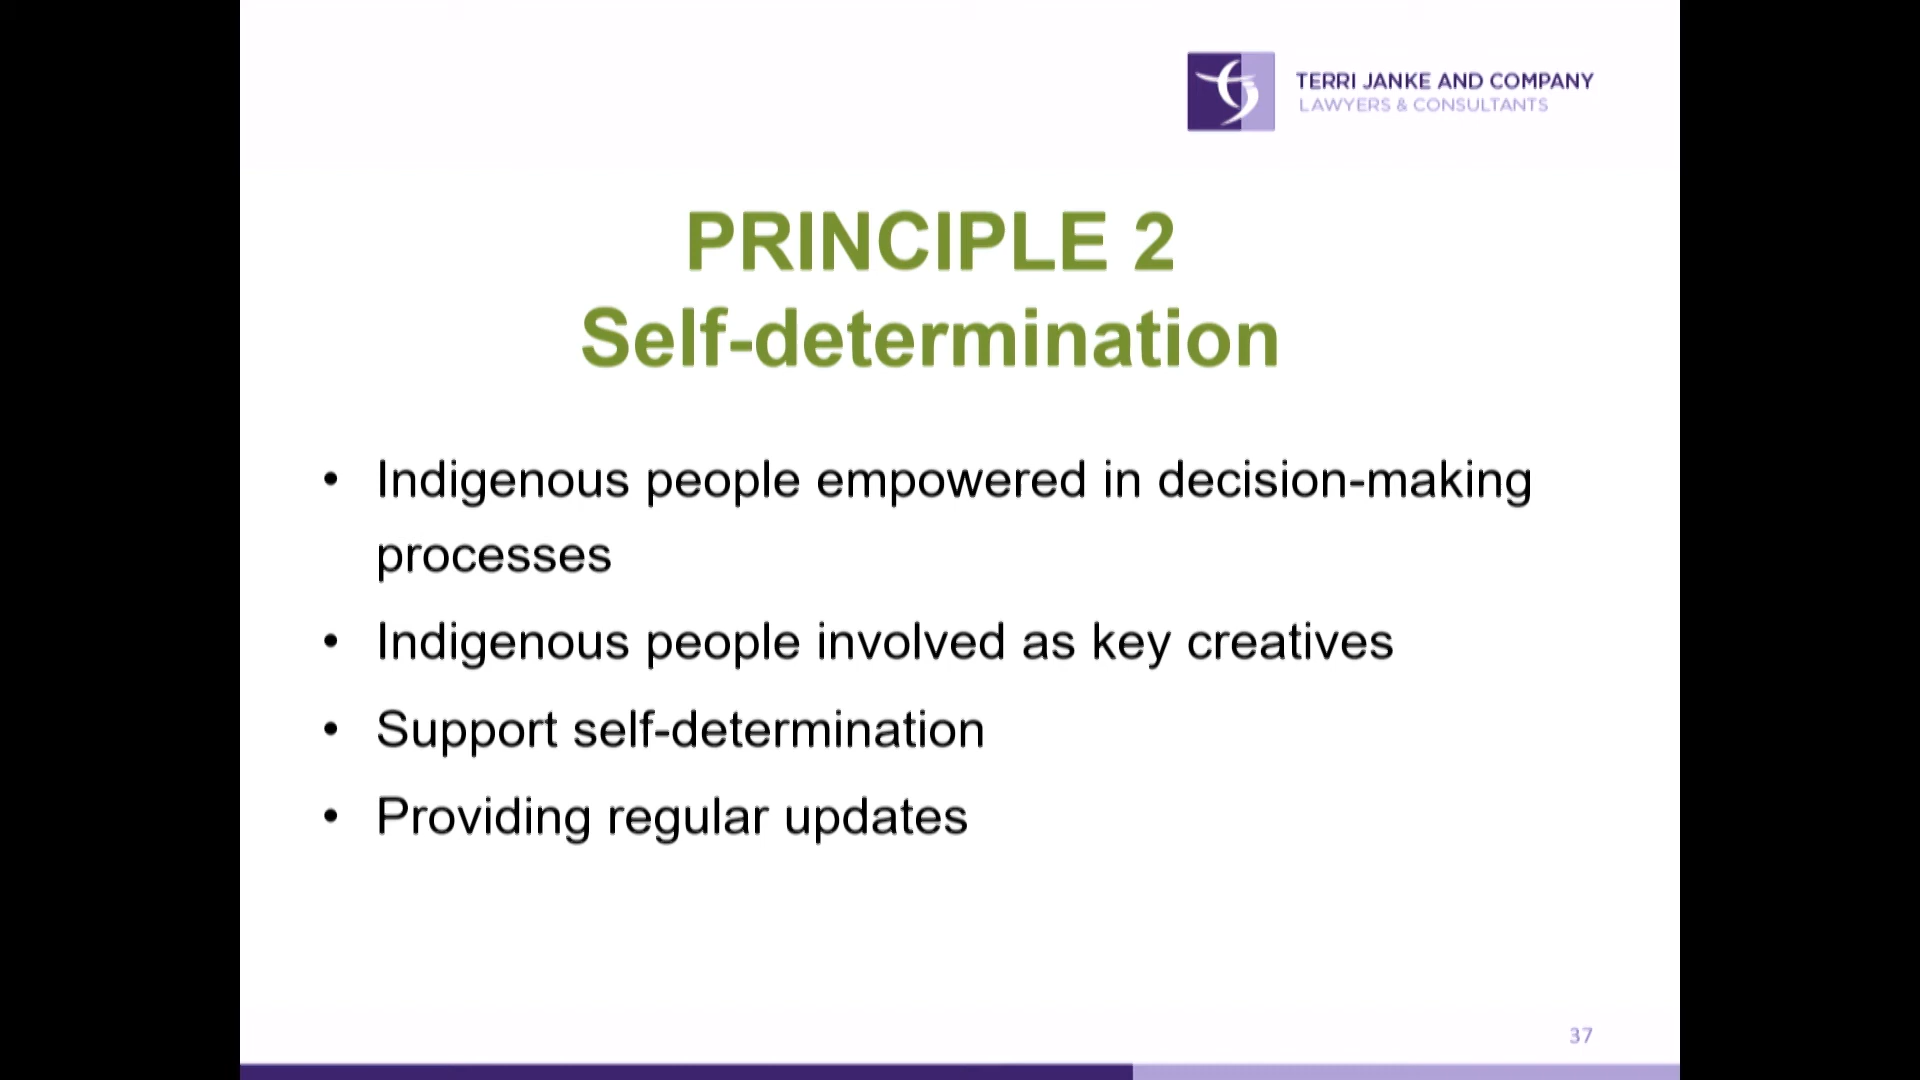 TERRI JANKE AND COMPANY
LAWYERS & CONSULTANTS
PRINCIPLE 2
Self-determination
• Indigenous people empowered in decision-making
processes
• Indigenous people involved as key creatives
• Support self-determination
• Providing regular updates
37